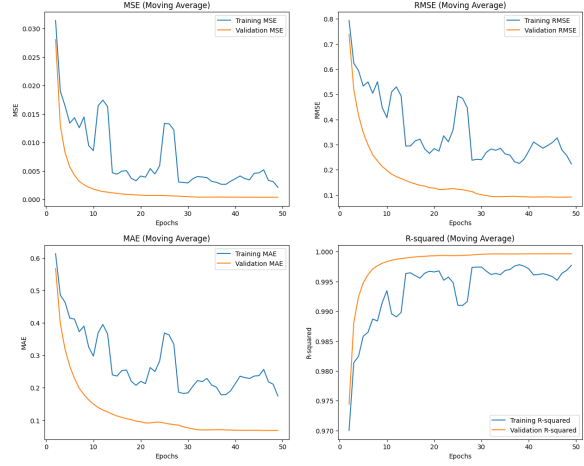 MSE (Moving Average)
Training MSE
Validation MSE
MSE
0.030
0.025
0.020
0.015
0.010
0.005
0.000
0 10 20 30 40 50
Epochs
RMSE (Moving Average)
Training RMSE
Validation RMSE
RMSE
0.8
0.7
0.6
0.5
0.4
0.3
0.2
0.1
0 10 20 30 40 50
Epochs
MAE (Moving Average)
Training MAE
Validation MAE
MAE
0.6
0.5
0.4
0.3
0.2
0.1
0 10 20 30 40 50
Epochs
R-squared (Moving Average)
R-squared
1.000
0.995
0.990
0.985
0.980
0.975
0.970
Training R-squared
Validation R-squared
0 10 20 30 40 50
Epochs